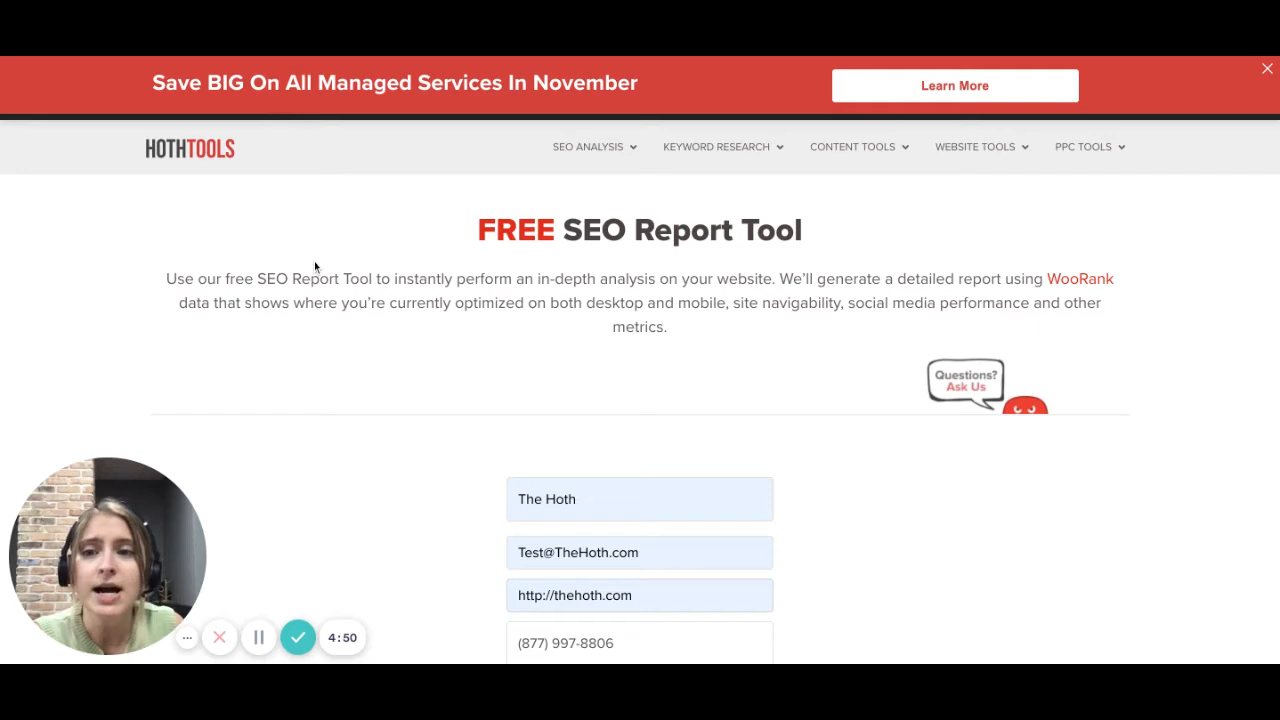 Save BIG On All Managed Services In November
Learn More
HOTHTOOLS
SEO ANALYSIS
KEYWORD RESEARCH
CONTENT TOOLS
WEBSITE TOOLS
PPC TOOLS
FREE SEO Report Tool
Use our free SEO Report Tool to instantly perform an in-depth analysis on your website. We’ll generate a detailed report using WooRank
data that shows where you’re currently optimized on both desktop and mobile, site navigability, social media performance and other
metrics.
Questions?
Ask Us
The Hoth
Test@TheHoth.com
http://thehoth.com
(877) 997-8806
4:50